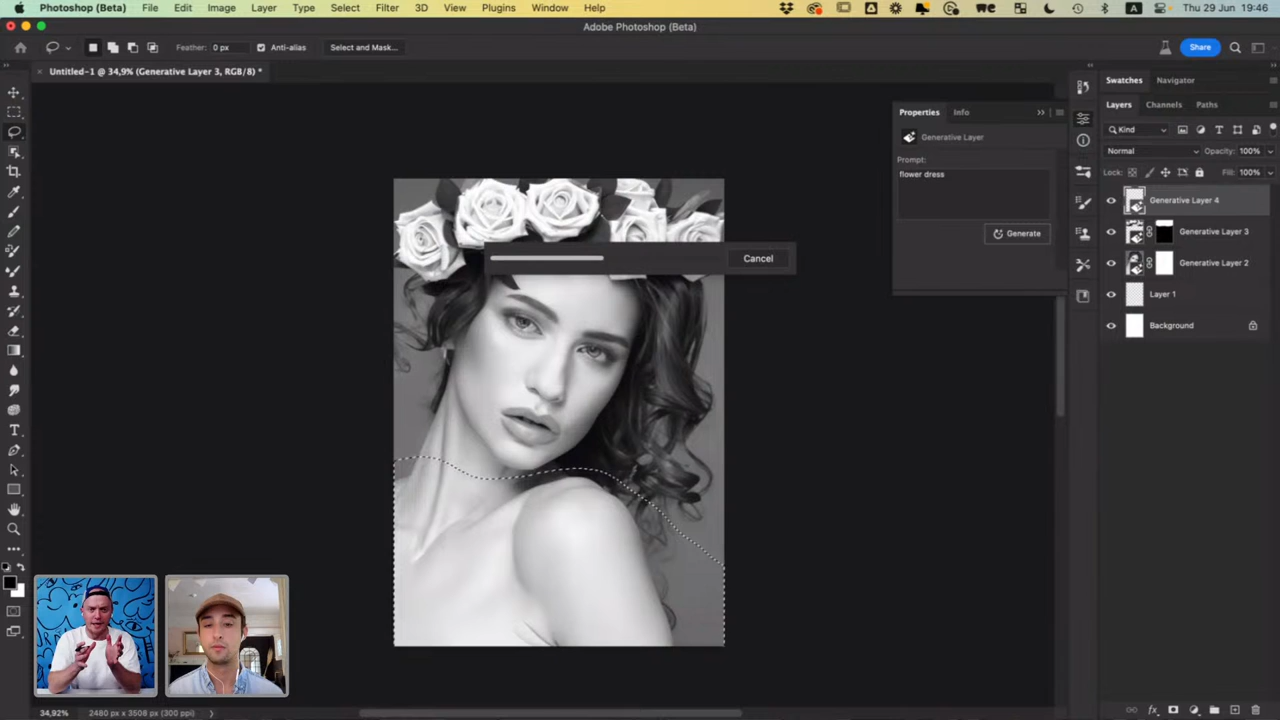 Photoshop (Beta) File Edit Image Layer Type Select Filter 3D View Plugins Window Help A Thu 29 Jun 19:46
Adobe Photoshop (Beta)
Feather: 0 px Anti-alias Select and Mask... Share
Untitled-1 @ 34,9% (Generative Layer 3, RGB/8) *
Swatches Navigator
Layers Channels Paths
Properties Info
Kind
Generative Layer
Normal Opacity: 100%
Prompt:
Lock: Fill: 100%
flower dress
Generative Layer 4
Generate
Generative Layer 3
Cancel
Generative Layer 2
Layer 1
Background
34,92% 2480 px x 3508 px (300 ppi)